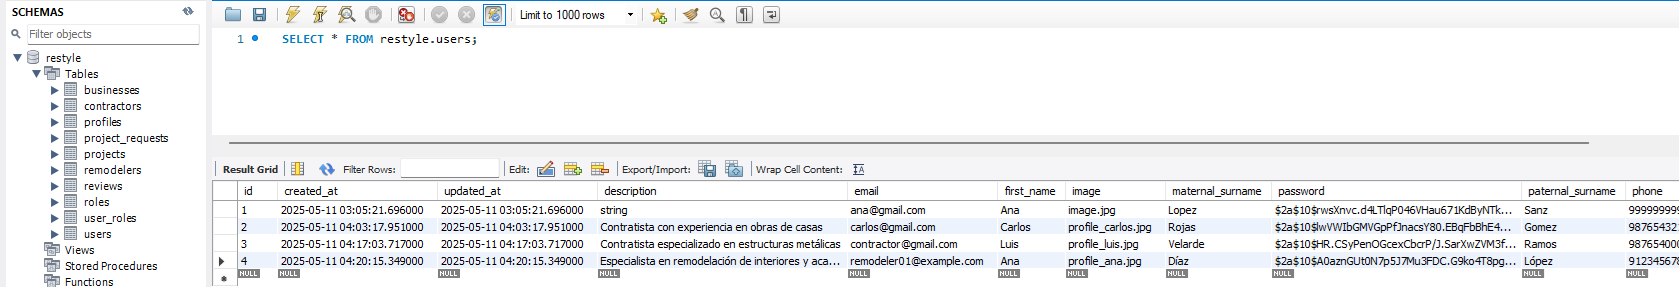 SCHEMAS
Filter objects
restyle
Tables
businesses
contractors
profiles
project_requests
projects
remodelers
reviews
roles
user_roles
users
Views
Stored Procedures
Functions
Limit to 1000 rows
1 SELECT * FROM restyle.users;
Result Grid Filter Rows: Edit: Export/Import: Wrap Cell Content:
id created_at updated_at description email first_name image maternal_surname password paternal_surname phone
1 2025-05-11 03:05:21.696000 2025-05-11 03:05:21.696000 string ana@gmail.com Ana image.jpg Lopez $2a$10$rwsXnvc.d4LTlqP046VHau671KdByNTk... Sanz 999999999
2 2025-05-11 04:03:17.951000 2025-05-11 04:03:17.951000 Contratista con experiencia en obras de casas carlos@gmail.com Carlos profile_carlos.jpg Rojas $2a$10$lwVWIbGMVGpPfJnacsY80.EBqFbBhE4... Gomez 987654321
3 2025-05-11 04:17:03.717000 2025-05-11 04:17:03.717000 Contratista especializado en estructuras metálicas contractor@gmail.com Luis profile_luis.jpg Velarde $2a$10$HR.CSyPenOGcexCbcrP/J.SarXwZVM3f... Ramos 987654000
4 2025-05-11 04:20:15.349000 2025-05-11 04:20:15.349000 Especialista en remodelación de interiores y aca... remodeler01@example.com Ana profile_ana.jpg Díaz $2a$10$A0aznGUt0N7p5J7Mu3FDC.G9ko4T8pg... López 912345678
NULL NULL NULL NULL NULL NULL NULL NULL NULL NULL NULL